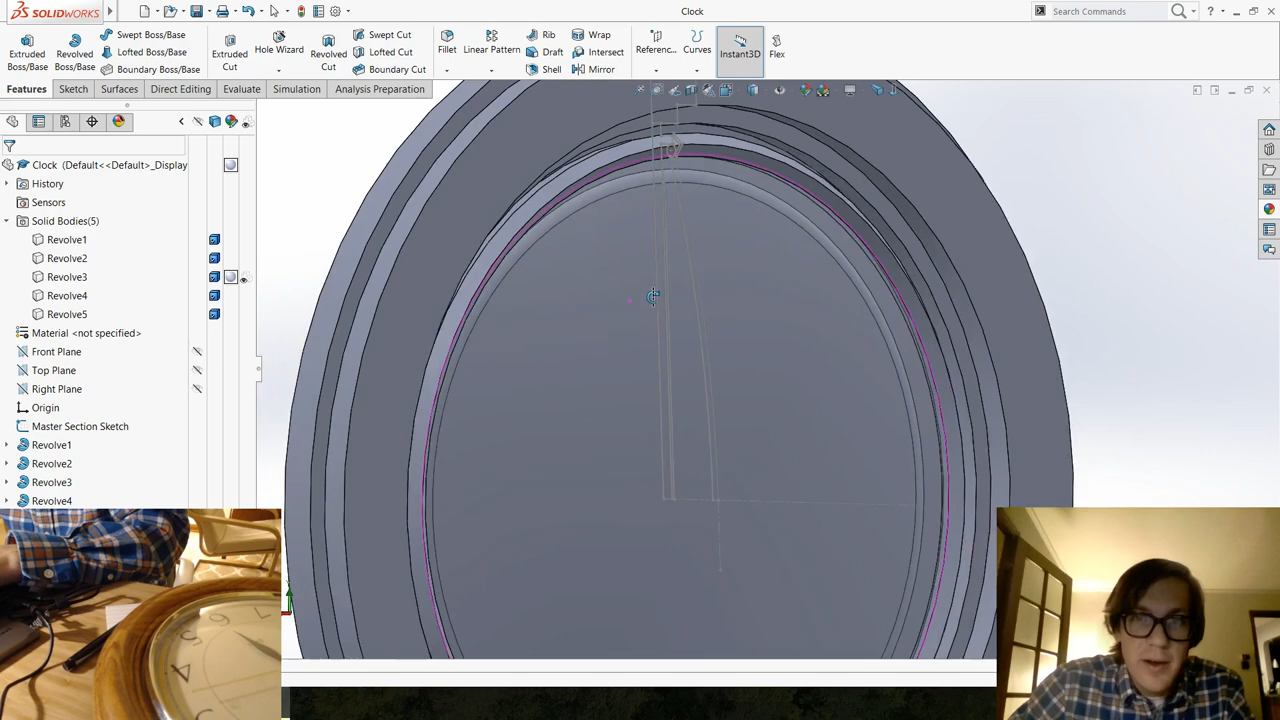 SOLIDWORKS
Clock
Search Commands
Extruded Boss/Base
Revolved Boss/Base
Swept Boss/Base
Lofted Boss/Base
Boundary Boss/Base
Extruded Cut
Hole Wizard
Revolved Cut
Swept Cut
Lofted Cut
Boundary Cut
Fillet
Linear Pattern
Rib
Draft
Shell
Wrap
Intersect
Mirror
Referenc...
Curves
Instant3D
Flex
Features
Sketch
Surfaces
Direct Editing
Evaluate
Simulation
Analysis Preparation
Clock (Default<<Default>_Display
History
Sensors
Solid Bodies(5)
Revolve1
Revolve2
Revolve3
Revolve4
Revolve5
Material <not specified>
Front Plane
Top Plane
Right Plane
Origin
Master Section Sketch
Revolve1
Revolve2
Revolve3
Revolve4